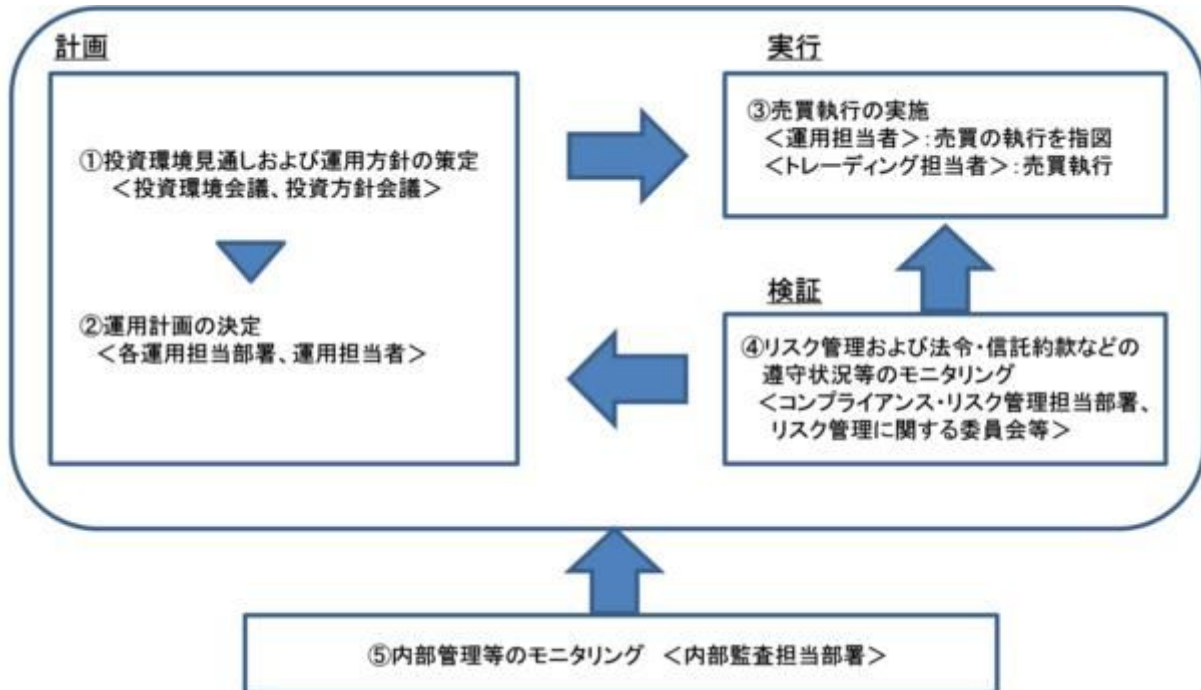 計画
①投資環境見通しおよび運用方針の策定
＜投資環境会議、投資方針会議＞
②運用計画の決定
＜各運用担当部署、運用担当者＞
実行
③売買執行の実施
＜運用担当者＞：売買の執行を指図
＜トレーディング担当者＞：売買執行
検証
④リスク管理および法令・信託約款などの
遵守状況等のモニタリング
＜コンプライアンス・リスク管理担当部署、
リスク管理に関する委員会等＞
⑤内部管理等のモニタリング ＜内部監査担当部署＞